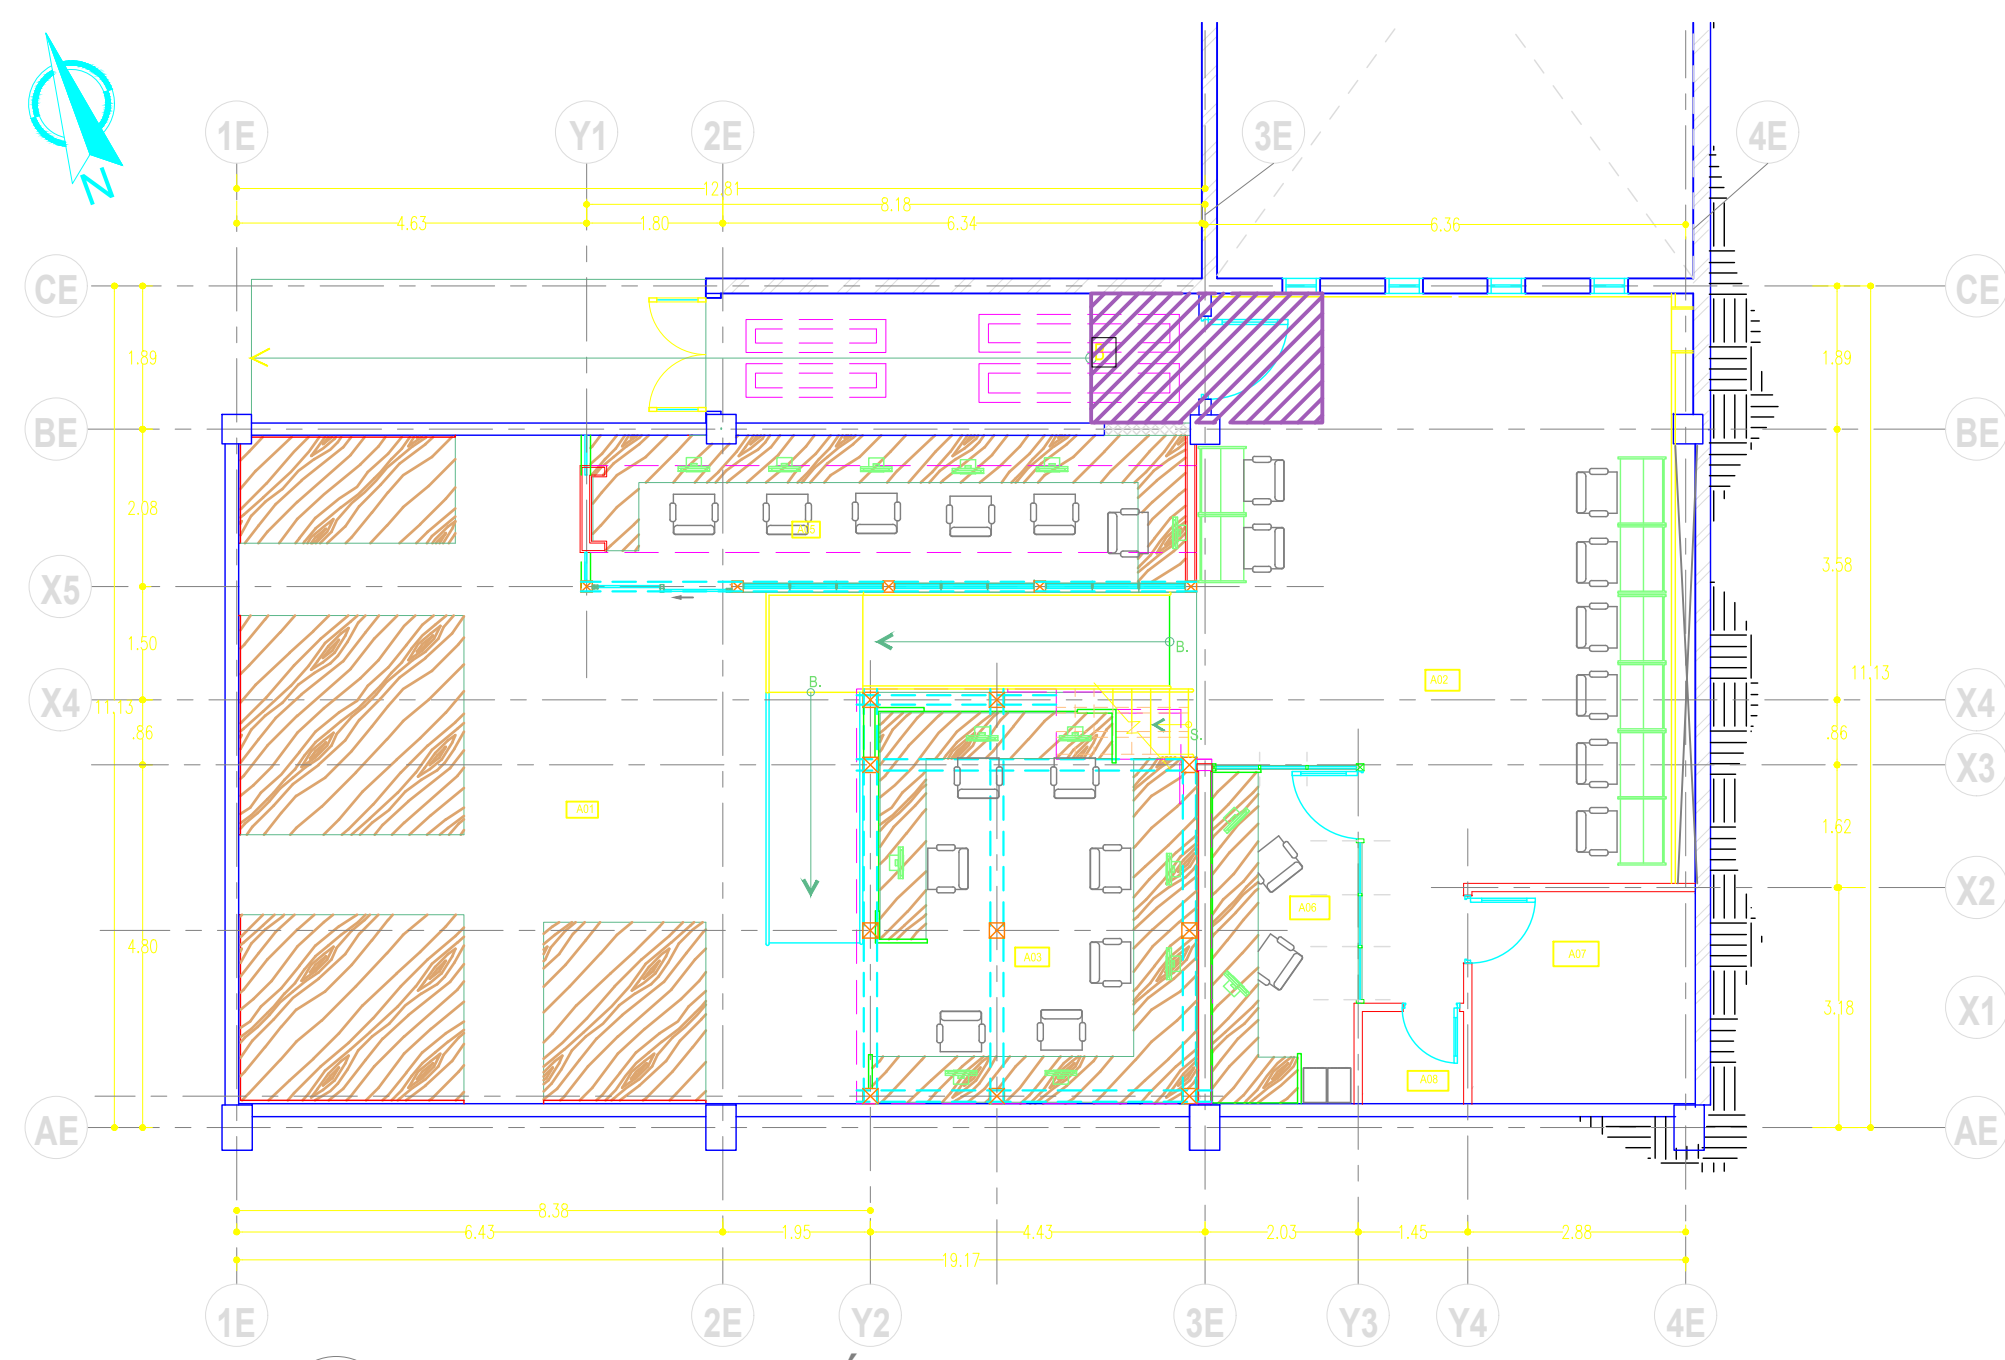 N
1E Y1 2E 3E 4E
12.81
8.18
4.63 1.80 6.34 6.36
CE CE
1.89 1.89
BE BE
2.08
A05
3.58
X5
1.50
B.
A02
11.13
B.
X4 X4
11.13
.86 .86
S.
X3
A01
1.62
X2
A06
4.80
A03 A07
3.18
X1
A08
AE AE
8.38
6.43 1.95 4.43 2.03 1.45 2.88
19.17
1E 2E Y2 3E Y3 Y4 4E